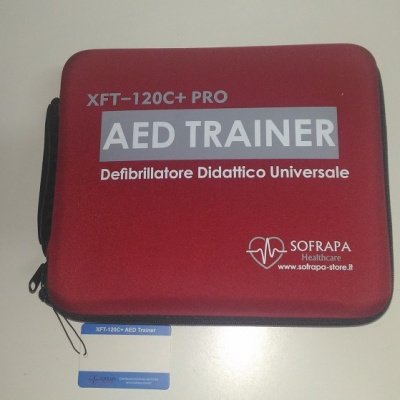 XFT-120C+ PRO
AED TRAINER
Defibrillatore Didattico Universale
SOFRAPA
Healthcare
www.sofrapa-store.it
XFT-120C+ AED Trainer